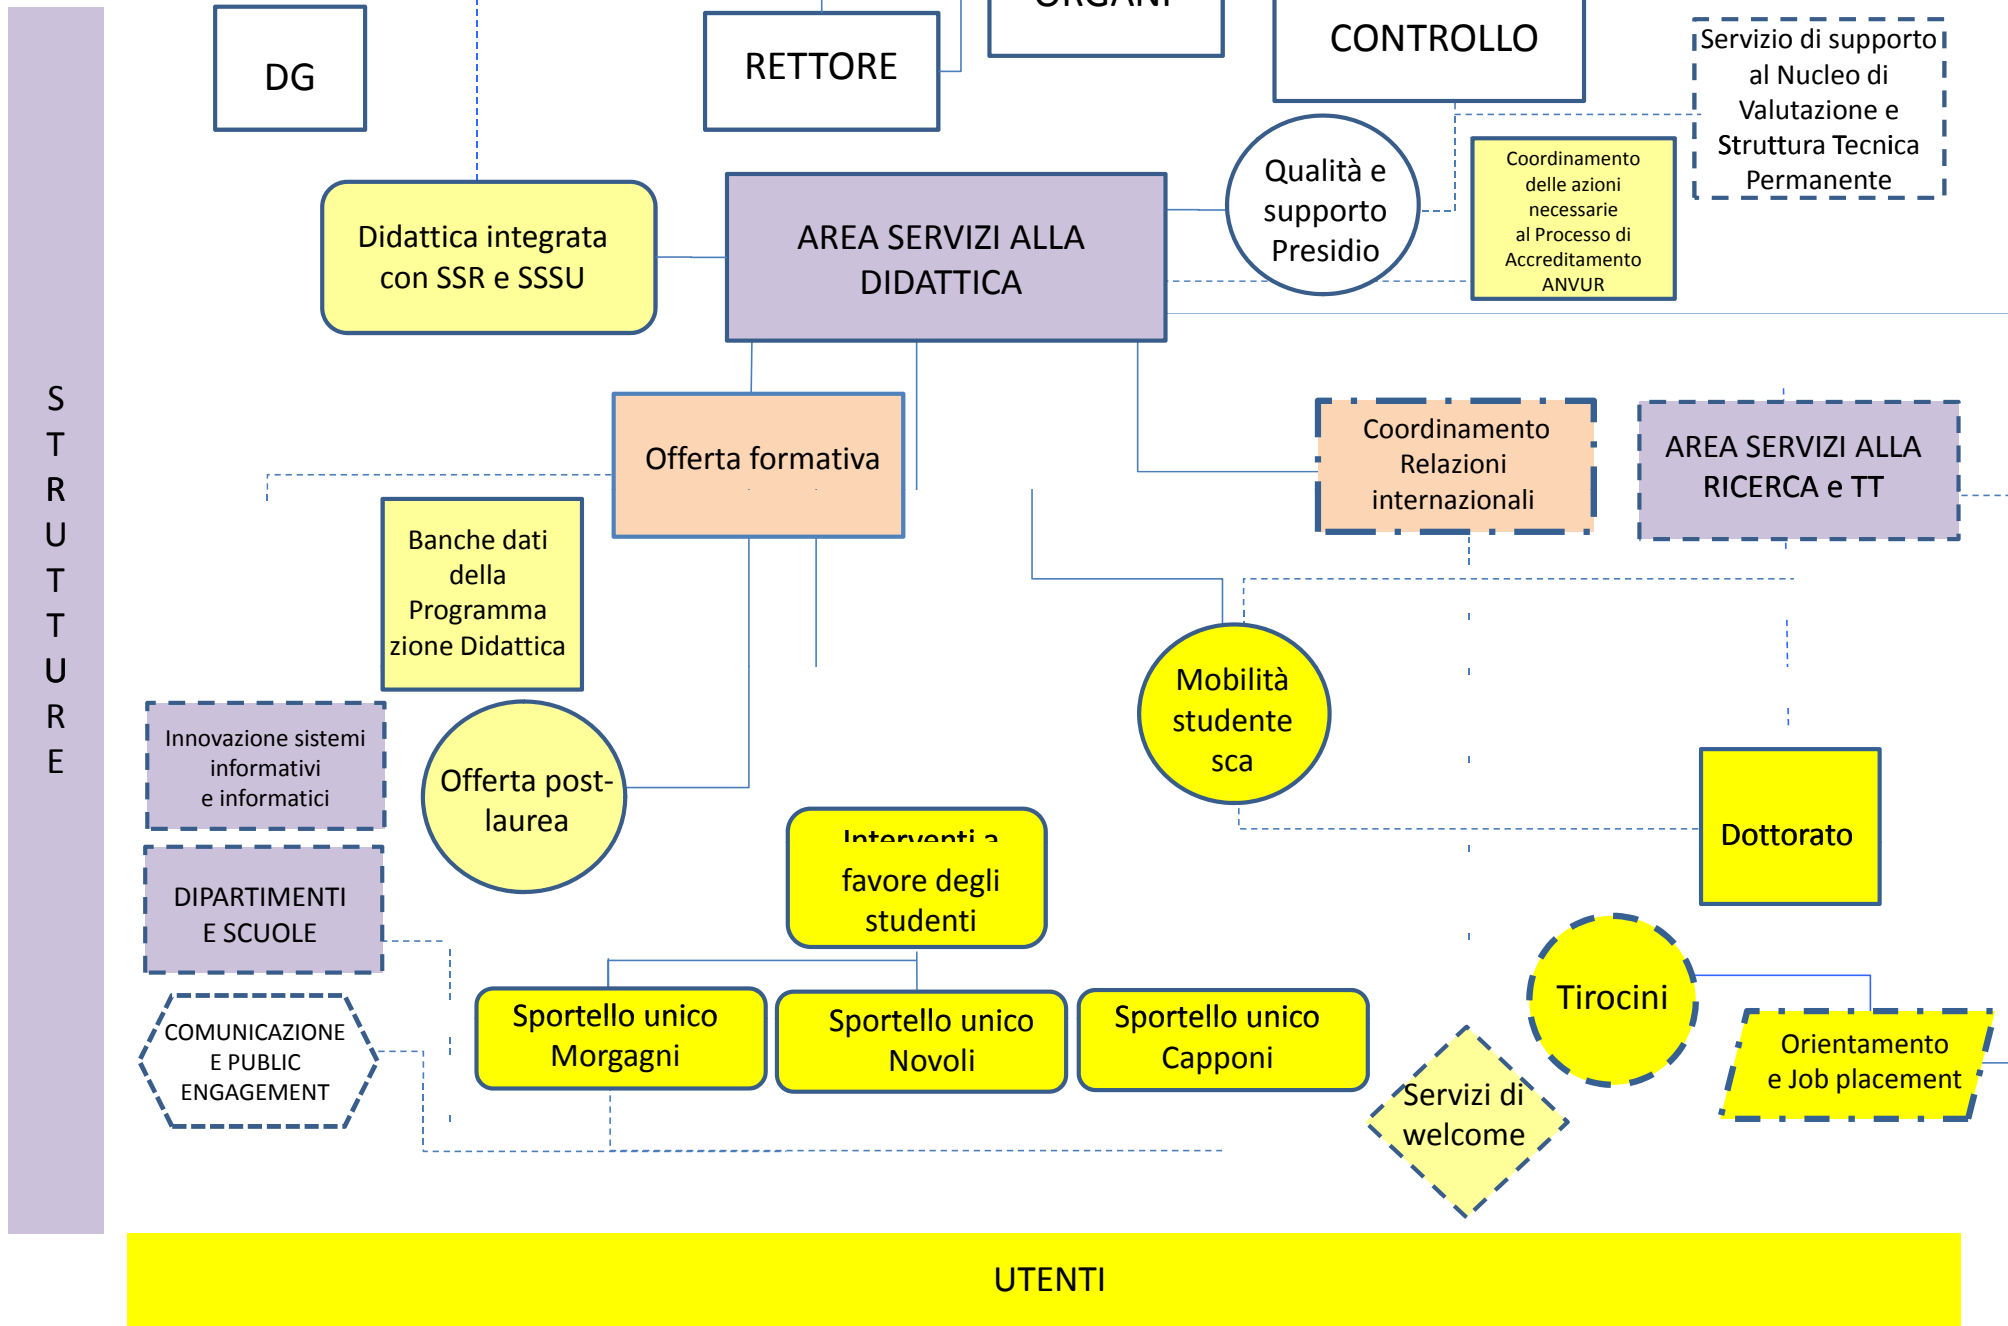 ORGANI
CONTROLLO
RETTORE
DG
Servizio di supporto
al Nucleo di
Valutazione e
Struttura Tecnica
Permanente
Qualità e
supporto
Presidio
Coordinamento
delle azioni
necessarie
al Processo di
Accreditamento
ANVUR
Didattica integrata
con SSR e SSSU
AREA SERVIZI ALLA
DIDATTICA
S
T
R
U
T
T
U
R
E
Offerta formativa
Coordinamento
Relazioni
internazionali
AREA SERVIZI ALLA
RICERCA e TT
Banche dati
della
Programma
zione Didattica
Mobilità
studente
sca
Innovazione sistemi
informativi
e informatici
Offerta post-
laurea
Interventi a
favore degli
studenti
Dottorato
DIPARTIMENTI
E SCUOLE
Tirocini
Sportello unico
Morgagni
Sportello unico
Novoli
Sportello unico
Capponi
COMUNICAZIONE
E PUBLIC
ENGAGEMENT
Servizi di
welcome
Orientamento
e Job placement
UTENTI